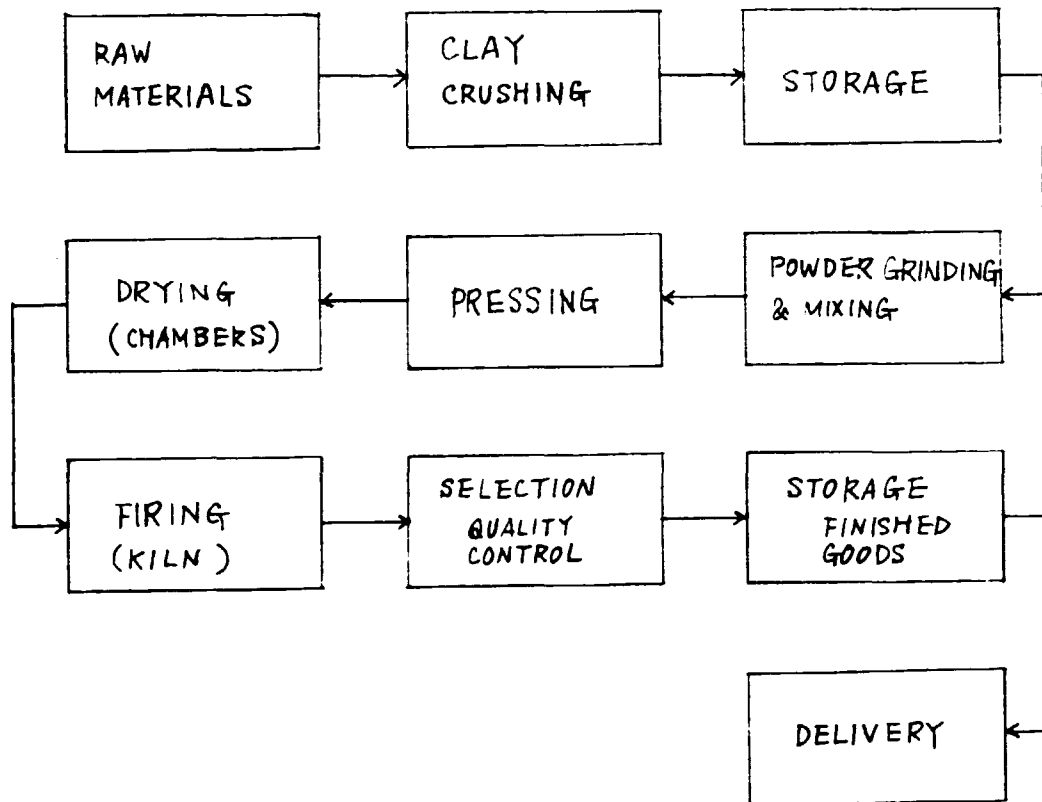 RAW
MATERIALS
CLAY
CRUSHING
STORAGE
POWDER GRINDING
& MIXING
PRESSING
DRYING
(CHAMBERS)
FIRING
(KILN)
SELECTION
QUALITY
CONTROL
STORAGE
FINISHED
GOODS
DELIVERY